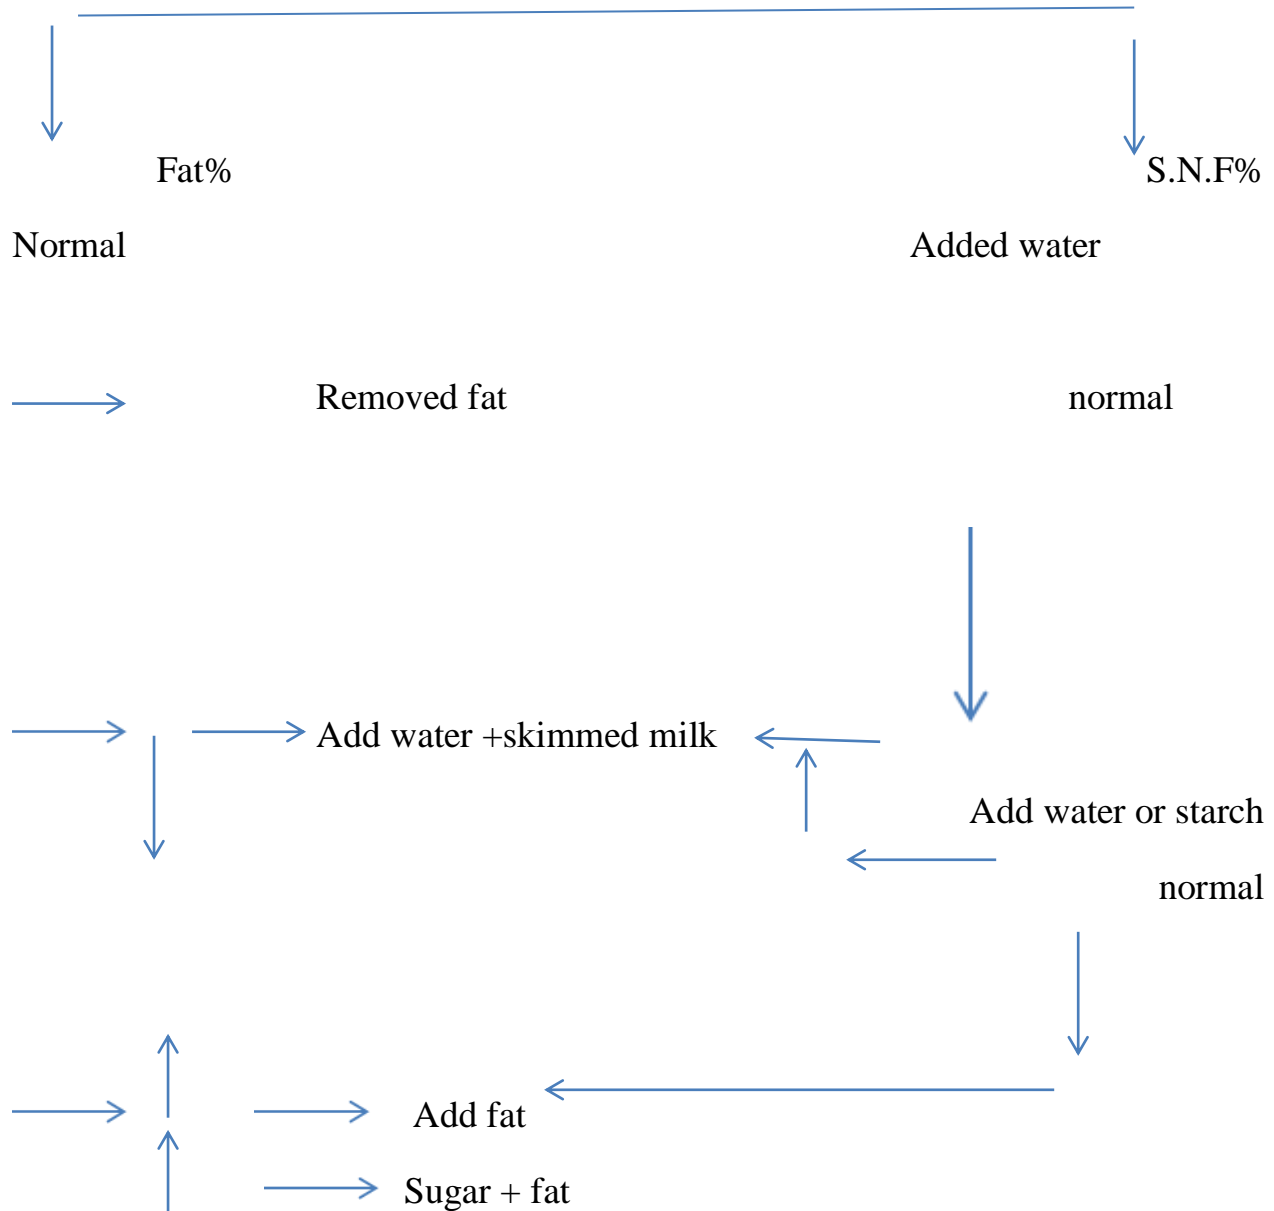 Fat% S.N.F%
Normal Added water
Removed fat normal
Add water +skimmed milk
Add water or starch
normal
Add fat
Sugar + fat